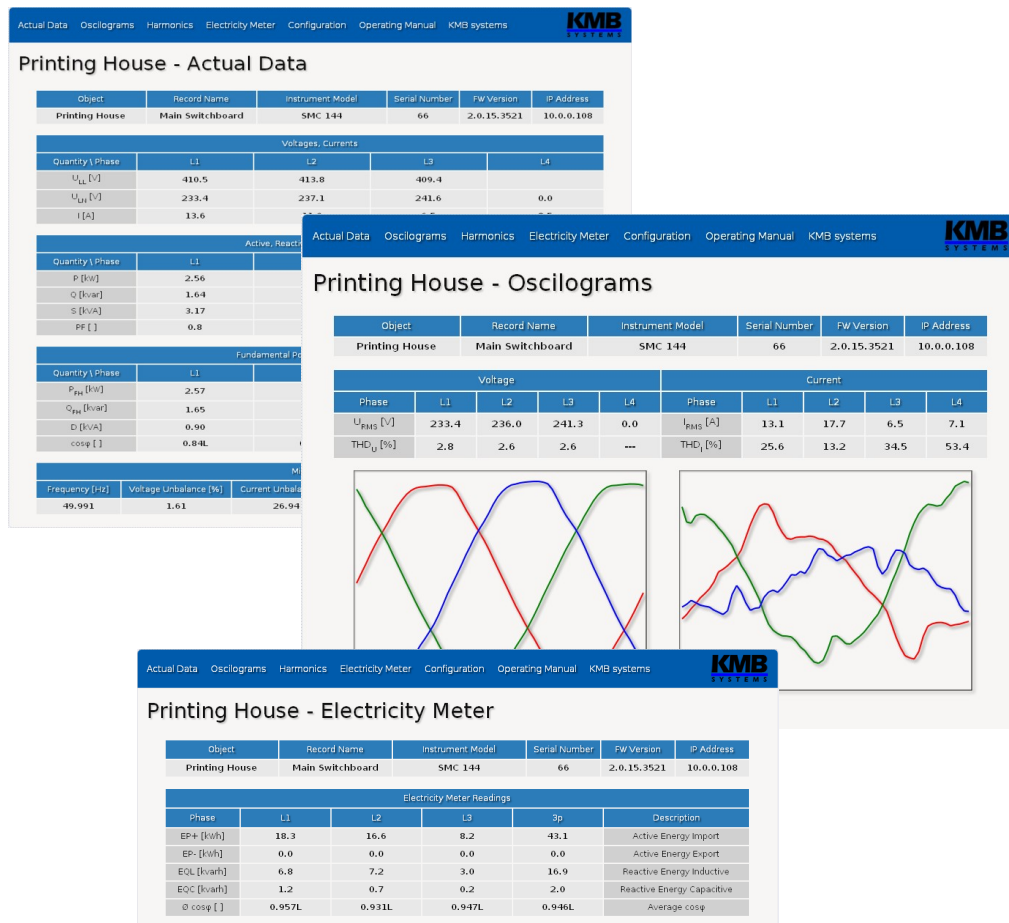 Actual Data Oscilograms Harmonics Electricity Meter Configuration Operating Manual KMB systems
KMB
SYSTEMS
Printing House - Actual Data
Object Record Name Instrument Model Serial Number FW Version IP Address
Printing House Main Switchboard SMC 144 66 2.0.15.3521 10.0.0.108
Voltages, Currents
Quantity \ Phase L1 L2 L3 L4
ULL [V] 410.5 413.8 409.4
ULN [V] 233.4 237.1 241.6 0.0
I [A] 13.6
Active,
Quantity \ Phase L1
P [kW] 2.56
Q [kvar] 1.64
S [kVA] 3.17
PF [ ] 0.8
Fundamental
Quantity \ Phase L1
PFH [kW] 2.57
QFH [kvar] 1.65
D [kVA] 0.90
cosφ [ ] 0.84L
Frequency [Hz] Voltage Unbalance [%] Current
49.991 1.61 26.94
Actual Data Oscilograms Harmonics Electricity Meter Configuration Operating Manual KMB systems
KMB
SYSTEMS
Printing House - Oscilograms
Object Record Name Instrument Model Serial Number FW Version IP Address
Printing House Main Switchboard SMC 144 66 2.0.15.3521 10.0.0.108
Voltage Current
Phase L1 L2 L3 L4 Phase L1 L2 L3 L4
URMS [V] 233.4 236.0 241.3 0.0 IRMS [A] 13.1 17.7 6.5 7.1
THDU [%] 2.8 2.6 2.6 --- THDI [%] 25.6 13.2 34.5 53.4
Actual Data Oscilograms Harmonics Electricity Meter Configuration Operating Manual KMB systems
KMB
SYSTEMS
Printing House - Electricity Meter
Object Record Name Instrument Model Serial Number FW Version IP Address
Printing House Main Switchboard SMC 144 66 2.0.15.3521 10.0.0.108
Electricity Meter Readings
Phase L1 L2 L3 3p Description
EP+ [kWh] 18.3 16.6 8.2 43.1 Active Energy Import
EP- [kWh] 0.0 0.0 0.0 0.0 Active Energy Export
EQL [kvarh] 6.8 7.2 3.0 16.9 Reactive Energy Inductive
EQC [kvarh] 1.2 0.7 0.2 2.0 Reactive Energy Capacitive
Ø cosφ [ ] 0.957L 0.931L 0.947L 0.946L Average cosφ